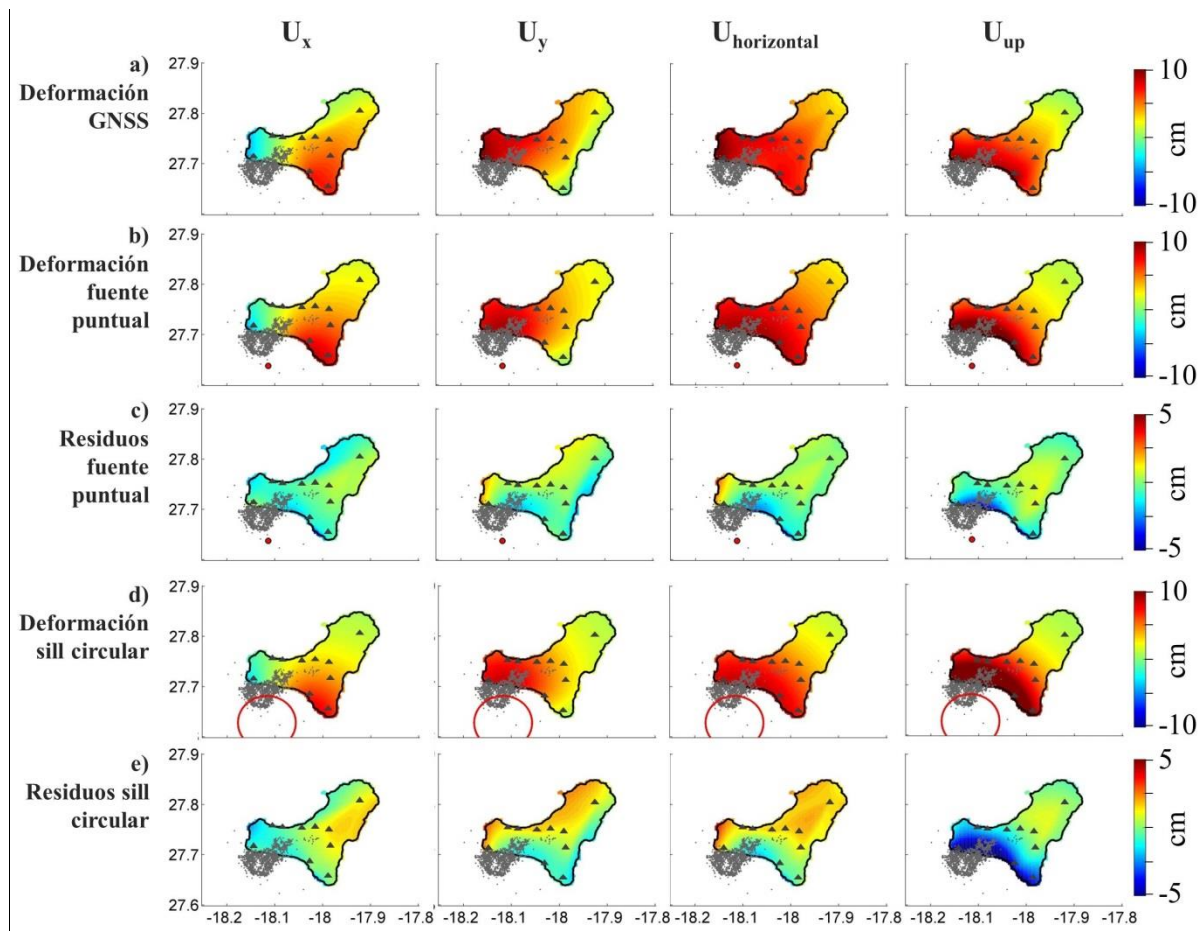 Uₓ Uᵧ U_horizontal U_up
a)
Deformación
GNSS
27.9
27.8
27.7
10
cm
-10
b)
Deformación
fuente
puntual
27.9
27.8
27.7
10
cm
-10
c)
Residuos
fuente
puntual
27.9
27.8
27.7
5
cm
-5
d)
Deformación
sill circular
27.9
27.8
27.7
10
cm
-10
e)
Residuos sill
circular
27.9
27.8
27.7
27.6
5
cm
-5
-18.2 -18.1 -18 -17.9 -17.8 -18.2 -18.1 -18 -17.9 -17.8 -18.2 -18.1 -18 -17.9 -17.8 -18.2 -18.1 -18 -17.9 -17.8